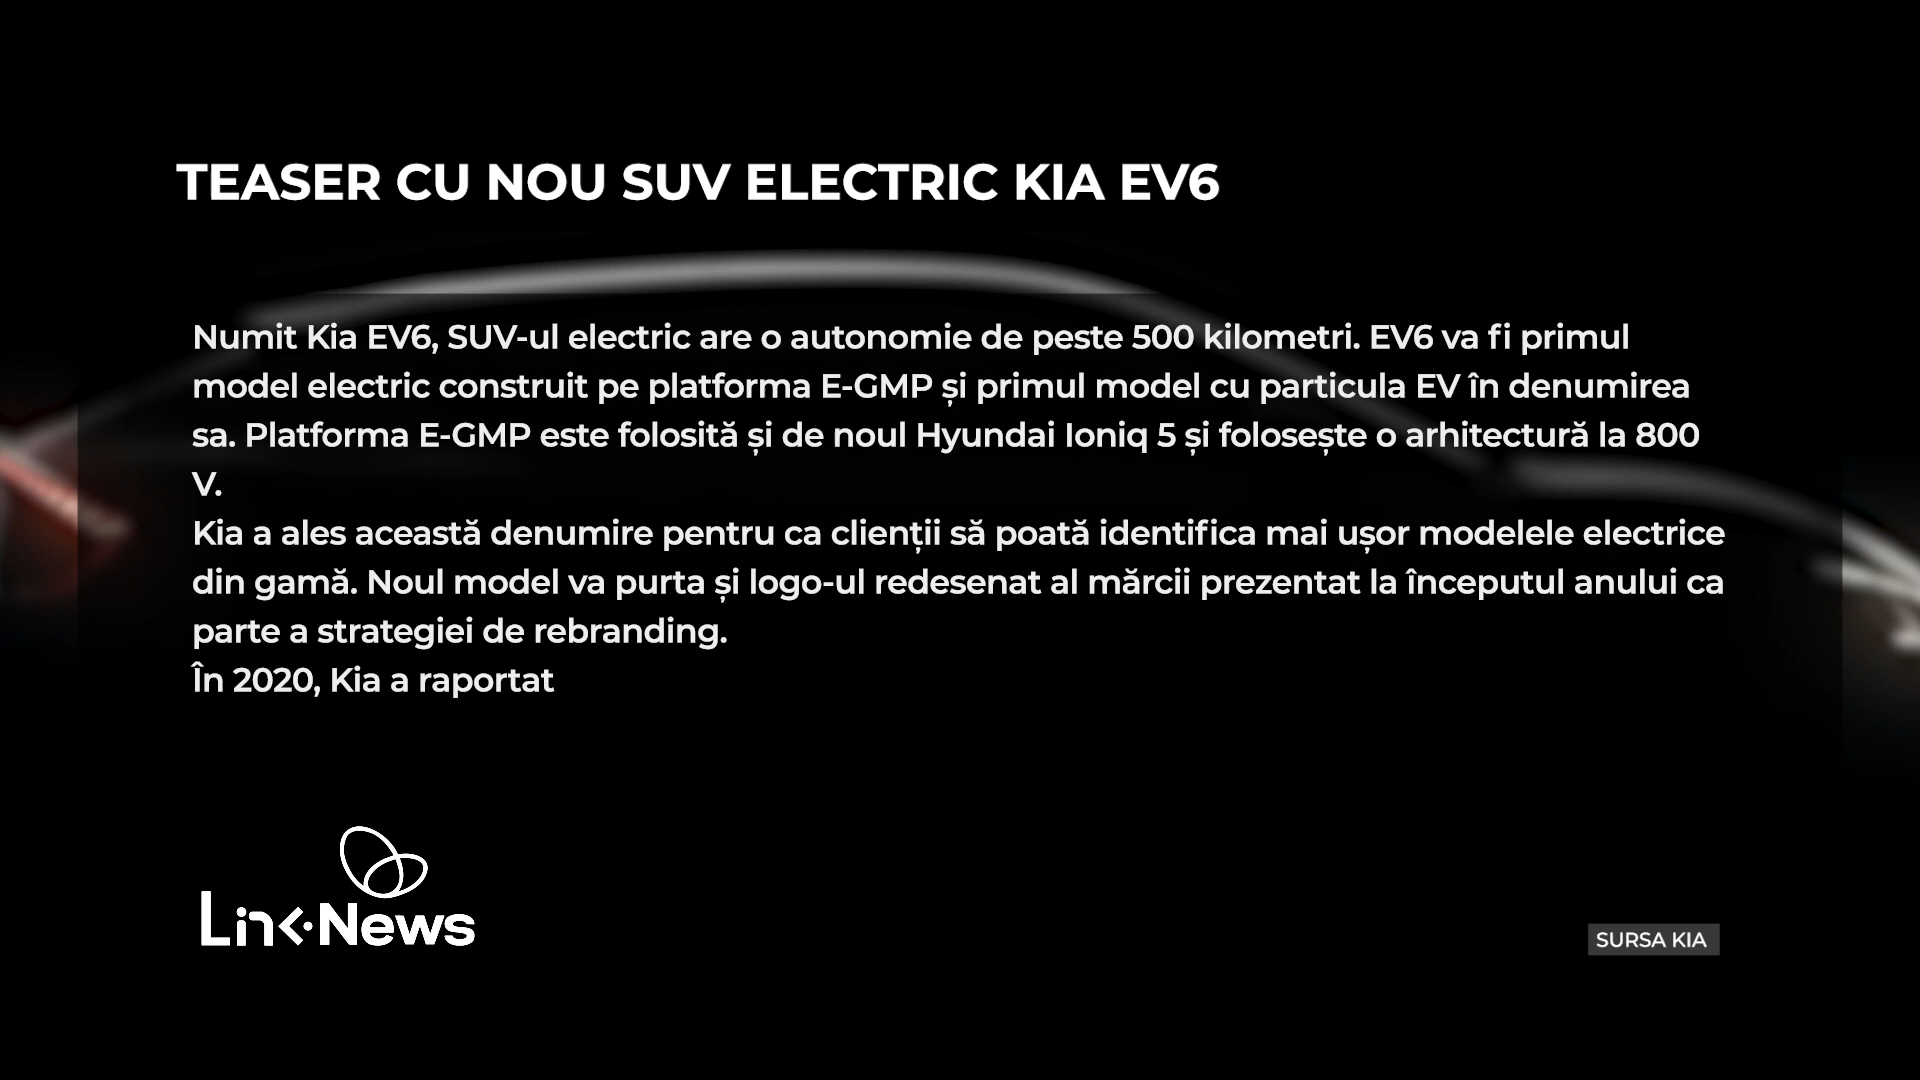 TEASER CU NOU SUV ELECTRIC KIA EV6
Numit Kia EV6, SUV-ul electric are o autonomie de peste 500 kilometri. EV6 va fi primul
model electric construit pe platforma E-GMP și primul model cu particula EV în denumirea
sa. Platforma E-GMP este folosită și de noul Hyundai Ioniq 5 și folosește o arhitectură la 800
V.
Kia a ales această denumire pentru ca clienții să poată identifica mai ușor modelele electrice
din gamă. Noul model va purta și logo-ul redesenat al mărcii prezentat la începutul anului ca
parte a strategiei de rebranding.
În 2020, Kia a raportat
Link News
SURSA KIA